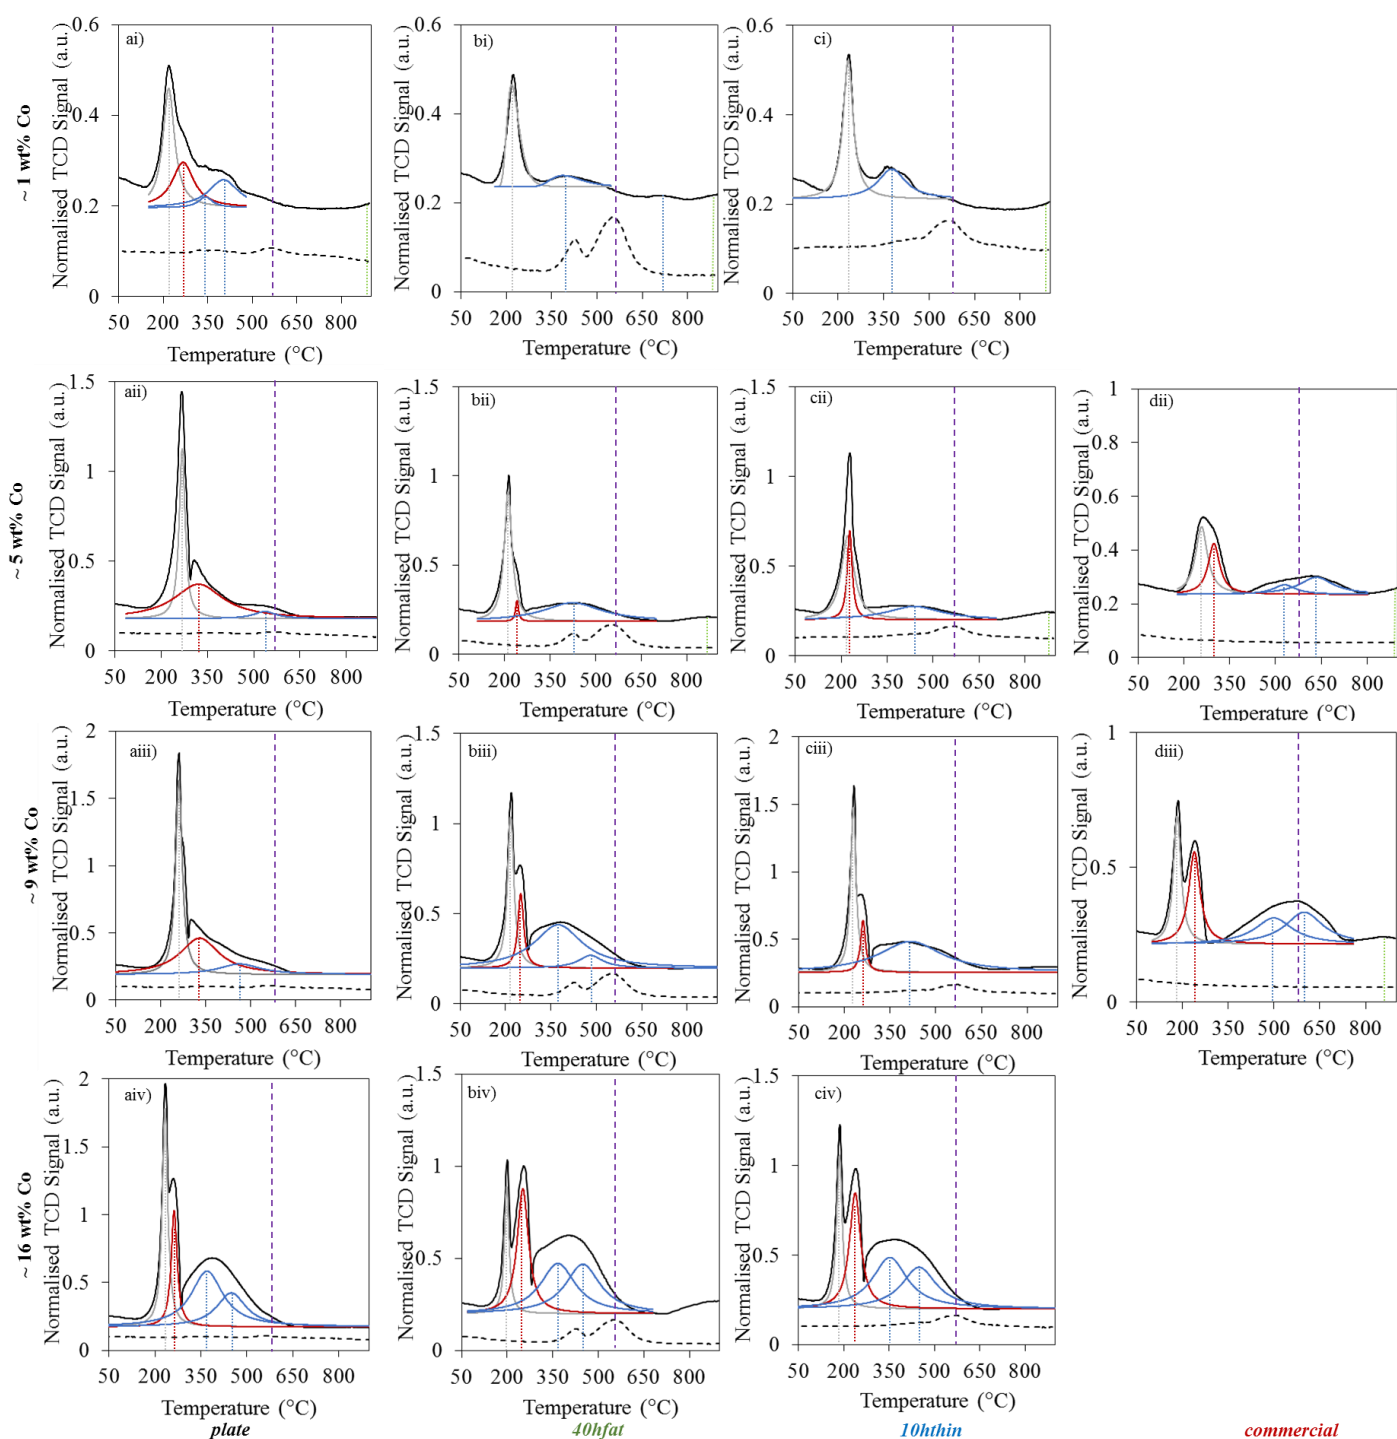 ~ 1 wt% Co
Normalised TCD Signal (a.u.)
0.6
0.4
0.2
0
ai)
50 200 350 500 650 800
Temperature (°C)
Normalised TCD Signal (a.u.)
0.6
0.4
0.2
0
bi)
50 200 350 500 650 800
Temperature (°C)
Normalised TCD Signal (a.u.)
0.6
0.4
0.2
0
ci)
50 200 350 500 650 800
Temperature (°C)
~ 5 wt% Co
Normalised TCD Signal (a.u.)
1.5
1
0.5
0
aii)
50 200 350 500 650 800
Temperature (°C)
Normalised TCD Signal (a.u.)
1.5
1
0.5
0
bii)
50 200 350 500 650 800
Temperature (°C)
Normalised TCD Signal (a.u.)
1.5
1
0.5
0
cii)
50 200 350 500 650 800
Temperature (°C)
Normalised TCD Signal (a.u.)
1
0.8
0.6
0.4
0.2
0
dii)
50 200 350 500 650 800
Temperature (°C)
~ 9 wt% Co
Normalised TCD Signal (a.u.)
2
1.5
1
0.5
0
aiii)
50 200 350 500 650 800
Temperature (°C)
Normalised TCD Signal (a.u.)
1.5
1
0.5
0
biii)
50 200 350 500 650 800
Temperature (°C)
Normalised TCD Signal (a.u.)
2
1.5
1
0.5
0
ciii)
50 200 350 500 650 800
Temperature (°C)
Normalised TCD Signal (a.u.)
1
0.5
0
diii)
50 200 350 500 650 800
Temperature (°C)
~ 16 wt% Co
Normalised TCD Signal (a.u.)
2
1.5
1
0.5
0
aiv)
50 200 350 500 650 800
Temperature (°C)
Normalised TCD Signal (a.u.)
1.5
1
0.5
0
biv)
50 200 350 500 650 800
Temperature (°C)
Normalised TCD Signal (a.u.)
1.5
1
0.5
0
civ)
50 200 350 500 650 800
Temperature (°C)
plate
40hfat
10hthin
commercial